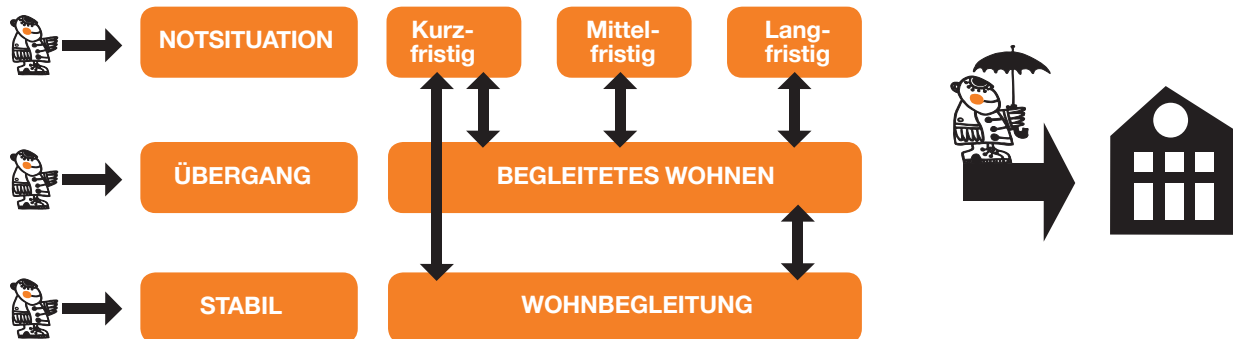 NOTSITUATION
Kurz-
fristig
Mittel-
fristig
Lang-
fristig
ÜBERGANG
BEGLEITETES WOHNEN
STABIL
WOHNBEGLEITUNG